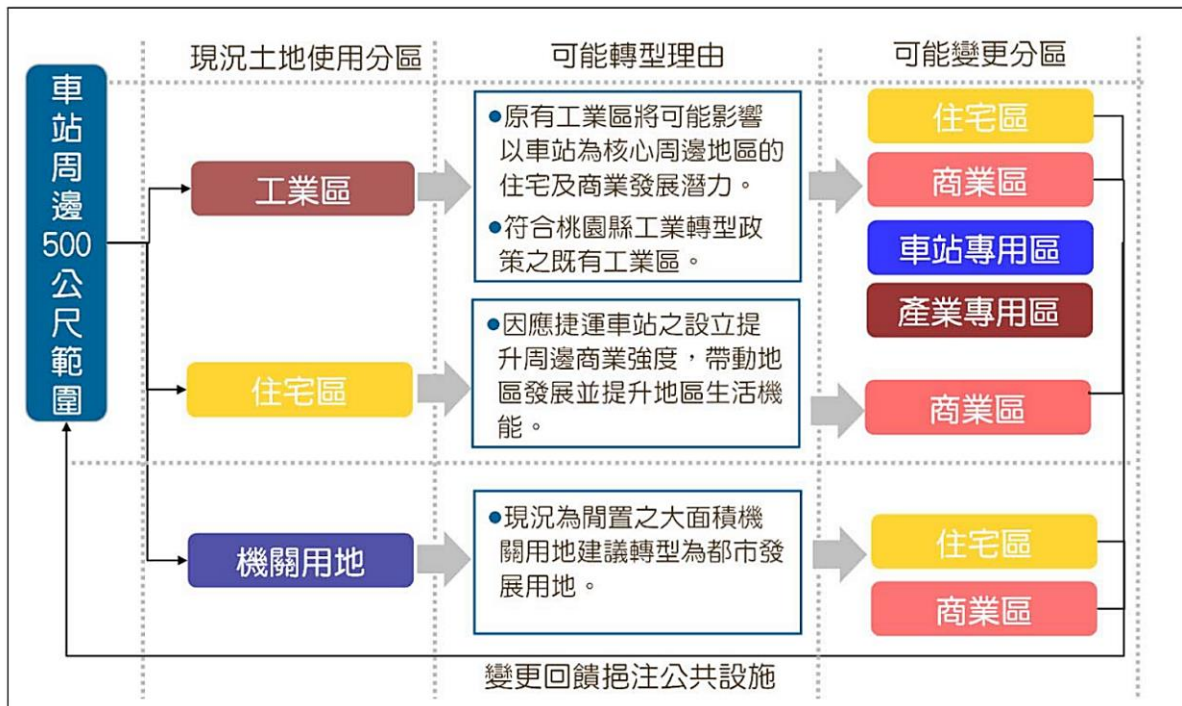 現況土地使用分區
可能轉型理由
可能變更分區
車站周邊500公尺範圍
工業區
●原有工業區將可能影響
以車站為核心周邊地區的
住宅及商業發展潛力。
●符合桃園縣工業轉型政
策之既有工業區。
住宅區
商業區
車站專用區
產業專用區
住宅區
●因應捷運車站之設立提
升周邊商業強度，帶動地
區發展並提升地區生活機
能。
商業區
機關用地
●現況為閒置之大面積機
關用地建議轉型為都市發
展用地。
住宅區
商業區
變更回饋挹注公共設施